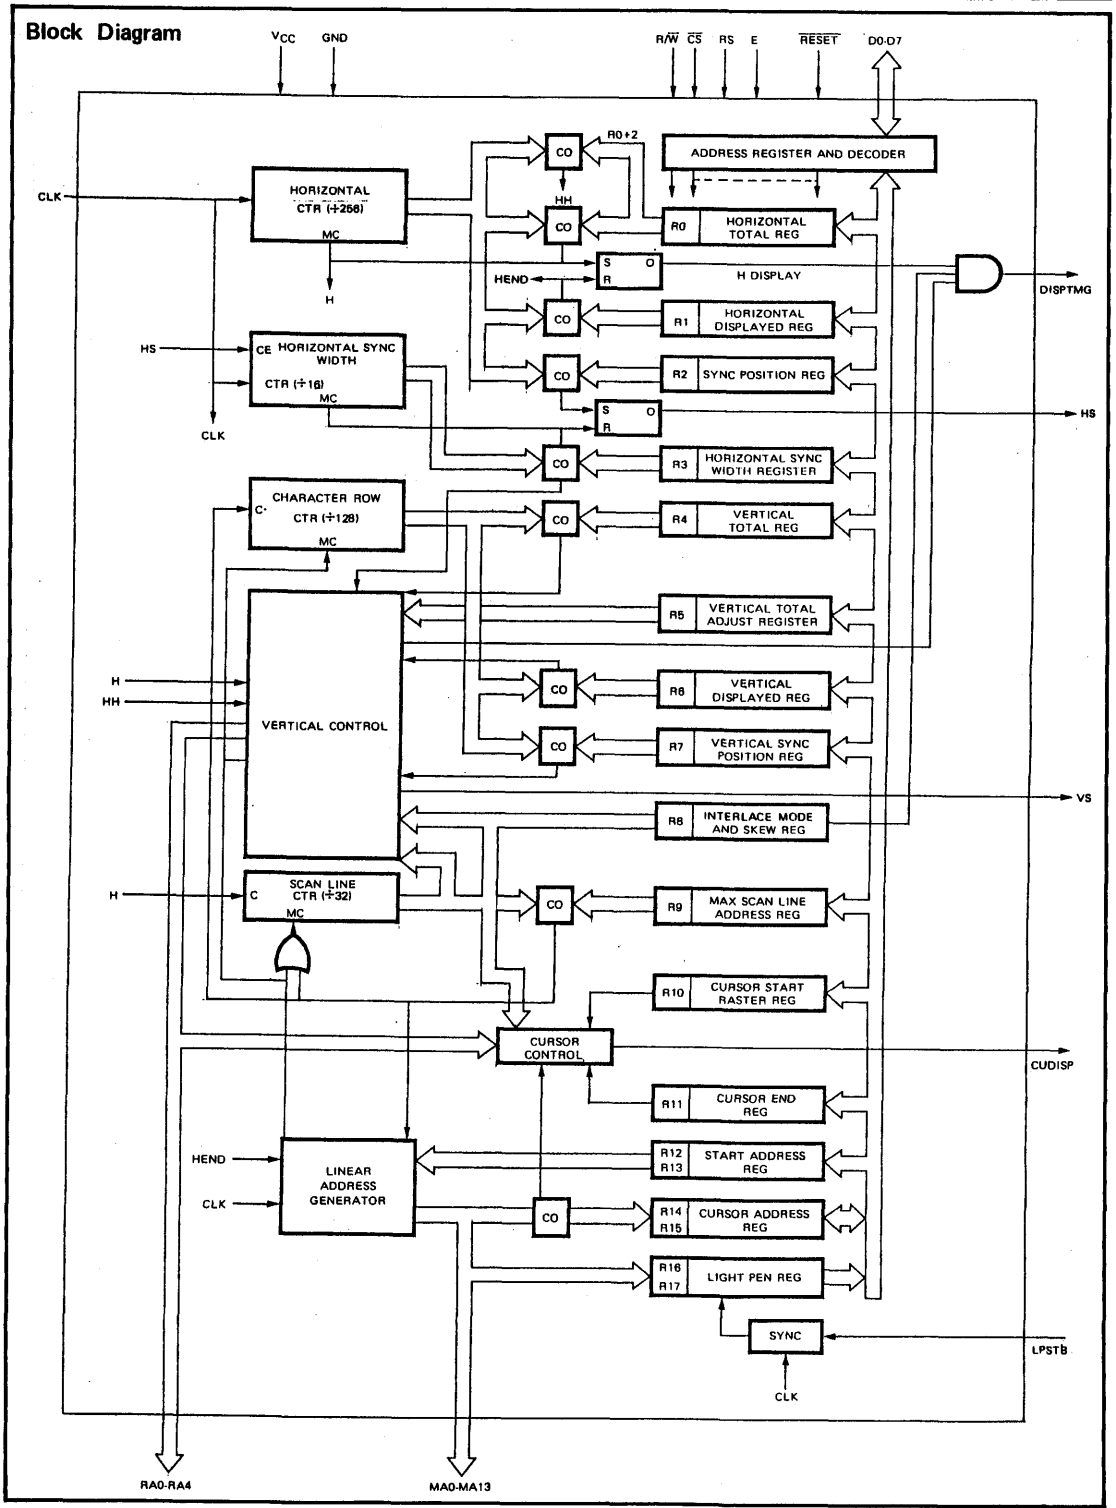 Block Diagram
VCC
GND
R/W
CS
RS
E
RESET
D0-D7
R0+2
CO
ADDRESS REGISTER AND DECODER
CLK
HORIZONTAL
CTR (÷256)
MC
HH
CO
R0
HORIZONTAL
TOTAL REG
S
O
R
HEND
H DISPLAY
H
DISPTMG
CO
R1
HORIZONTAL
DISPLAYED REG
HS
CE
HORIZONTAL SYNC
WIDTH
CTR (÷16)
MC
CO
R2
SYNC POSITION REG
S
O
R
HS
CLK
CO
R3
HORIZONTAL SYNC
WIDTH REGISTER
CHARACTER ROW
C
CTR (÷128)
MC
CO
R4
VERTICAL
TOTAL REG
R5
VERTICAL TOTAL
ADJUST REGISTER
H
HH
VERTICAL CONTROL
CO
R6
VERTICAL
DISPLAYED REG
CO
R7
VERTICAL SYNC
POSITION REG
VS
R8
INTERLACE MODE
AND SKEW REG
H
C
SCAN LINE
CTR (÷32)
MC
CO
R9
MAX SCAN LINE
ADDRESS REG
R10
CURSOR START
RASTER REG
CURSOR
CONTROL
CUDISP
R11
CURSOR END
REG
HEND
CLK
LINEAR
ADDRESS
GENERATOR
R12
R13
START ADDRESS
REG
CO
R14
R15
CURSOR ADDRESS
REG
R16
R17
LIGHT PEN REG
SYNC
LPSTB
CLK
RA0-RA4
MA0-MA13